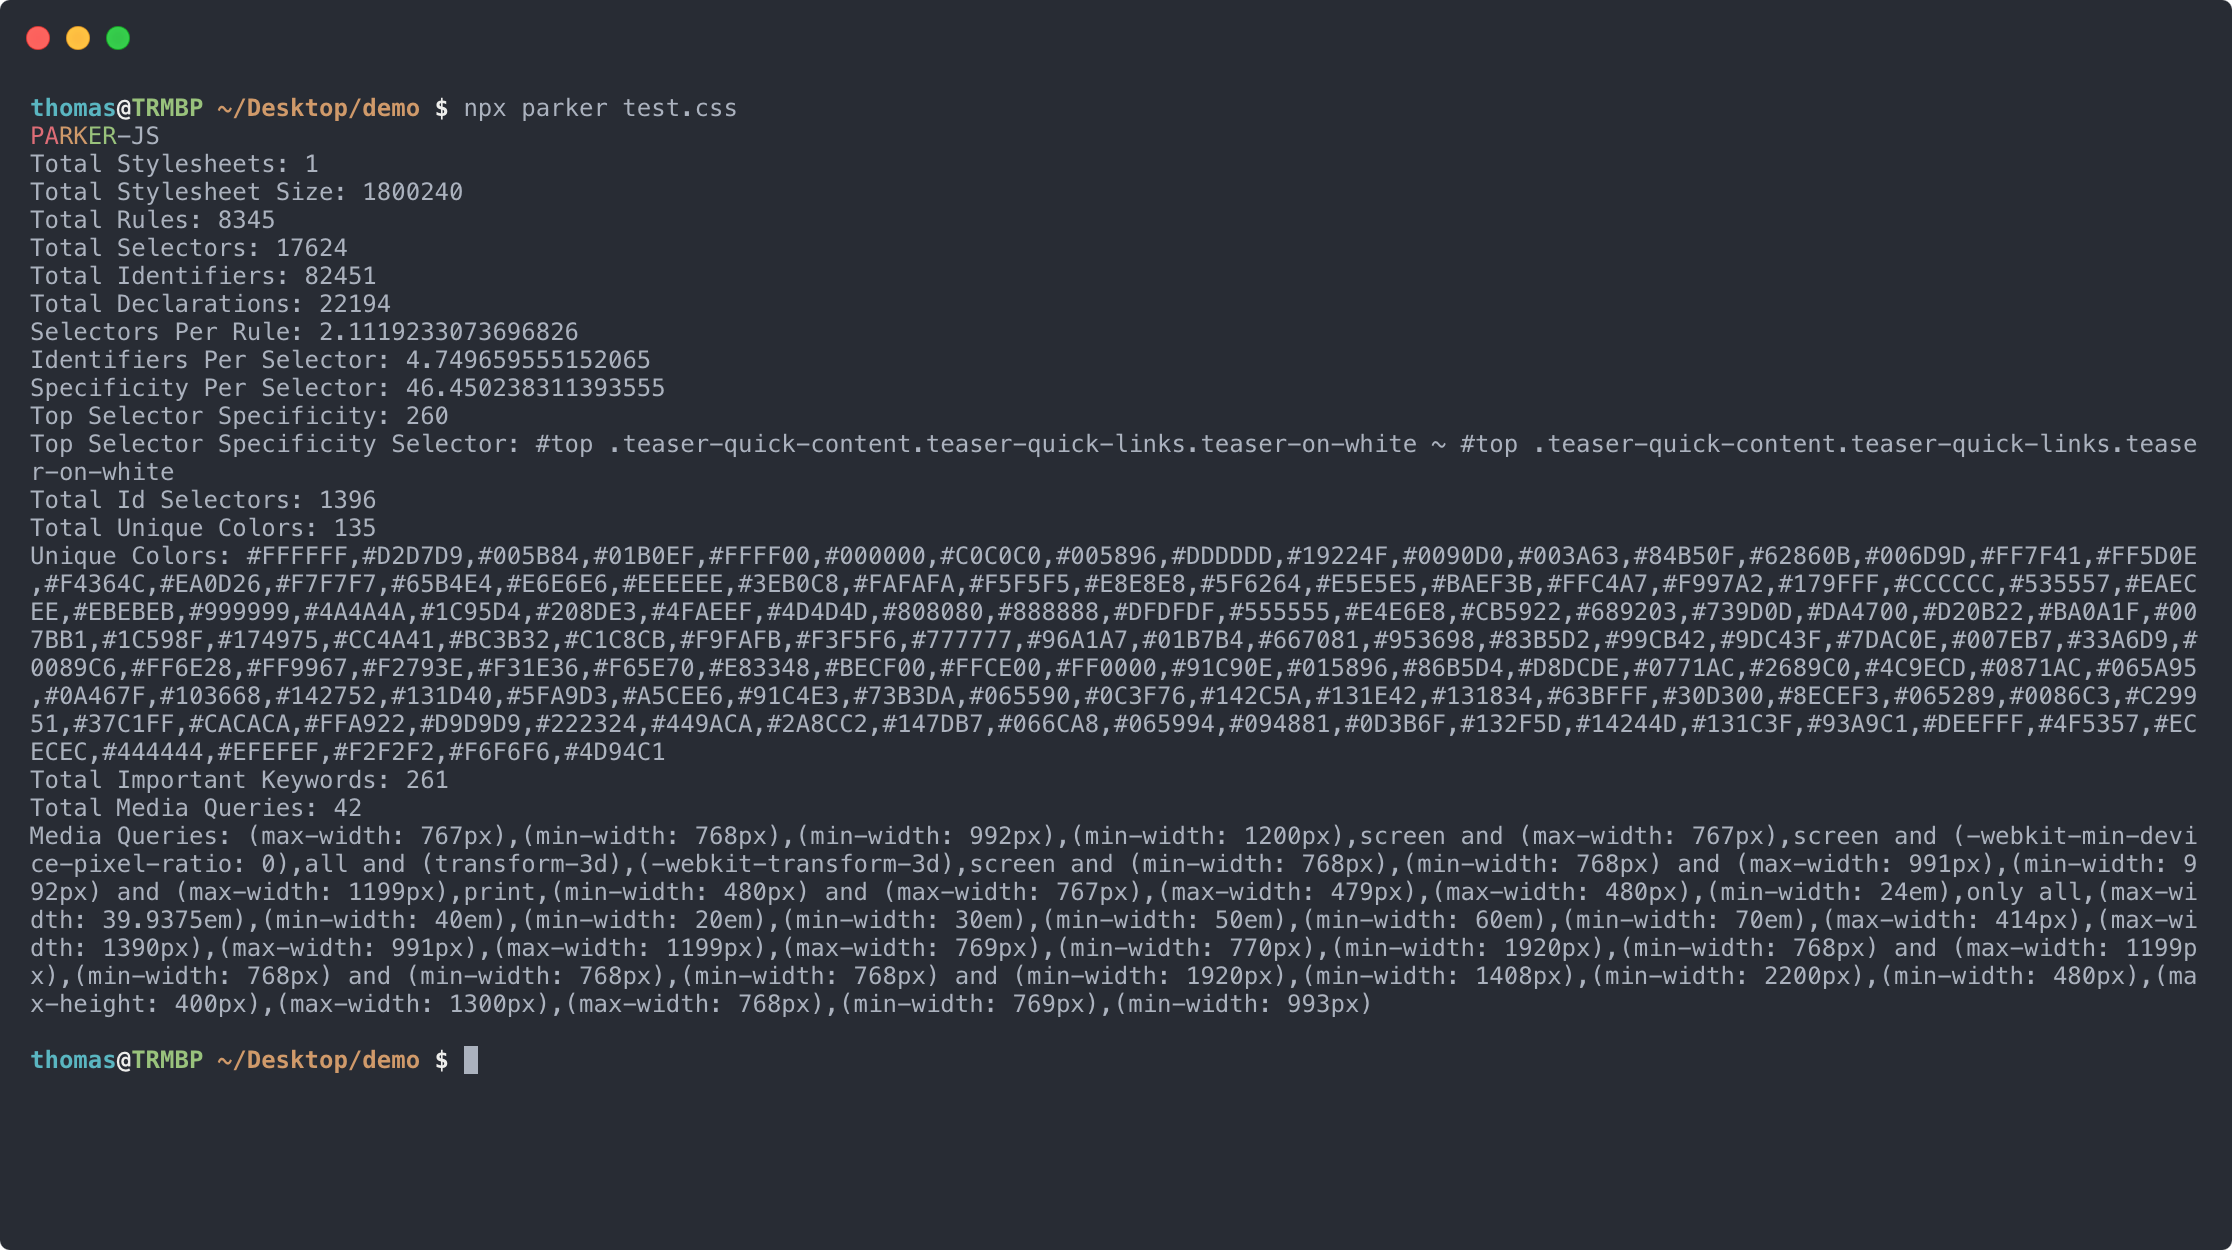 thomas@TRMBP ~/Desktop/demo $ npx parker test.css
PARKER-JS
Total Stylesheets: 1
Total Stylesheet Size: 1800240
Total Rules: 8345
Total Selectors: 17624
Total Identifiers: 82451
Total Declarations: 22194
Selectors Per Rule: 2.1119233073696826
Identifiers Per Selector: 4.749659555152065
Specificity Per Selector: 46.450238311393555
Top Selector Specificity: 260
Top Selector Specificity Selector: #top .teaser-quick-content.teaser-quick-links.teaser-on-white ~ #top .teaser-quick-content.teaser-quick-links.tease
r-on-white
Total Id Selectors: 1396
Total Unique Colors: 135
Unique Colors: #FFFFFF,#D2D7D9,#005B84,#01B0EF,#FFFF00,#000000,#C0C0C0,#005896,#DDDDDD,#19224F,#0090D0,#003A63,#84B50F,#62860B,#006D9D,#FF7F41,#FF5D0E
,#F4364C,#EA0D26,#F7F7F7,#65B4E4,#E6E6E6,#EEEEEE,#3EB0C8,#FAFAFA,#F5F5F5,#E8E8E8,#5F6264,#E5E5E5,#BAEF3B,#FFC4A7,#F997A2,#179FFF,#CCCCCC,#535557,#EAEC
EE,#EBEBEB,#999999,#4A4A4A,#1C95D4,#208DE3,#4FAEEF,#4D4D4D,#808080,#888888,#DFDFDF,#555555,#E4E6E8,#CB5922,#689203,#739D0D,#DA4700,#D20B22,#BA0A1F,#00
7BB1,#1C598F,#174975,#CC4A41,#BC3B32,#C1C8CB,#F9FAFB,#F3F5F6,#777777,#96A1A7,#01B7B4,#667081,#953698,#83B5D2,#99CB42,#9DC43F,#7DAC0E,#007EB7,#33A6D9,#
0089C6,#FF6E28,#FF9967,#F2793E,#F31E36,#F65E70,#E83348,#BECF00,#FFCE00,#FF0000,#91C90E,#015896,#86B5D4,#D8DCDE,#0771AC,#2689C0,#4C9ECD,#0871AC,#065A95
,#0A467F,#103668,#142752,#131D40,#5FA9D3,#A5CEE6,#91C4E3,#73B3DA,#065590,#0C3F76,#142C5A,#131E42,#131834,#63BFFF,#30D300,#8ECEF3,#065289,#0086C3,#C299
51,#37C1FF,#CACACA,#FFA922,#D9D9D9,#222324,#449ACA,#2A8CC2,#147DB7,#066CA8,#065994,#094881,#0D3B6F,#132F5D,#14244D,#131C3F,#93A9C1,#DEEFFF,#4F5357,#EC
ECEC,#444444,#EFEFEF,#F2F2F2,#F6F6F6,#4D94C1
Total Important Keywords: 261
Total Media Queries: 42
Media Queries: (max-width: 767px),(min-width: 768px),(min-width: 992px),(min-width: 1200px),screen and (max-width: 767px),screen and (-webkit-min-devi
ce-pixel-ratio: 0),all and (transform-3d),(-webkit-transform-3d),screen and (min-width: 768px),(min-width: 768px) and (max-width: 991px),(min-width: 9
92px) and (max-width: 1199px),print,(min-width: 480px) and (max-width: 767px),(max-width: 479px),(max-width: 480px),(min-width: 24em),only all,(max-wi
dth: 39.9375em),(min-width: 40em),(min-width: 20em),(min-width: 30em),(min-width: 50em),(min-width: 60em),(min-width: 70em),(max-width: 414px),(max-wi
dth: 1390px),(max-width: 991px),(max-width: 1199px),(max-width: 769px),(min-width: 770px),(min-width: 1920px),(min-width: 768px) and (max-width: 1199p
x),(min-width: 768px) and (min-width: 768px),(min-width: 768px) and (min-width: 1920px),(min-width: 1408px),(min-width: 2200px),(min-width: 480px),(ma
x-height: 400px),(max-width: 1300px),(max-width: 768px),(min-width: 769px),(min-width: 993px)
thomas@TRMBP ~/Desktop/demo $